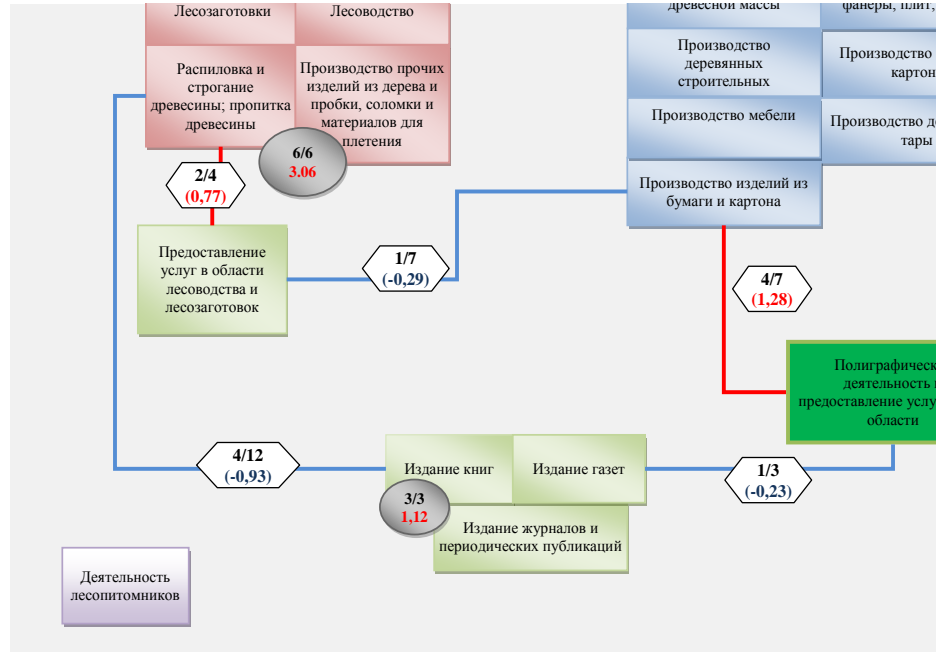 Лесозаготовки
Лесоводство
древесной массы
фанеры, плит,
Распиловка и
строгание
древесины; пропитка
древесины
Производство прочих
изделий из дерева и
пробки, соломки и
материалов для
плетения
Производство
деревянных
строительных
Производство
картон
Производство мебели
Производство де
тары
Производство изделий из
бумаги и картона
6/6
3.06
2/4
(0,77)
Предоставление
услуг в области
лесоводства и
лесозаготовок
1/7
(-0,29)
4/7
(1,28)
Полиграфическ
деятельность
предоставление услу
области
4/12
(-0,93)
Издание книг
Издание газет
1/3
(-0,23)
3/3
1,12
Издание журналов и
периодических публикаций
Деятельность
лесопитомников